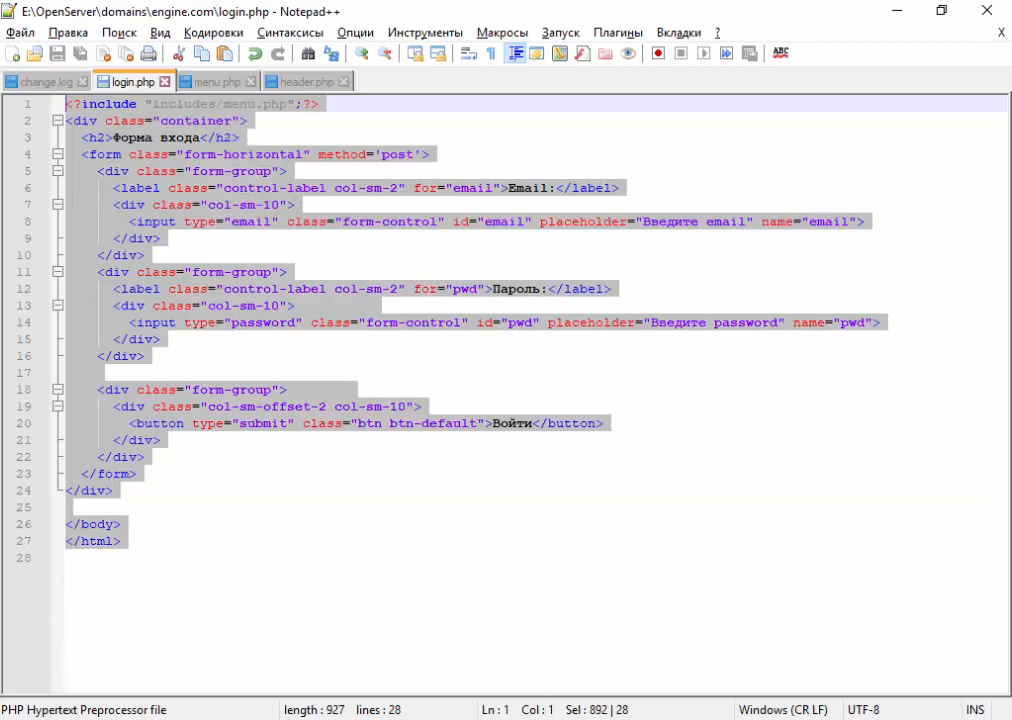 E:\OpenServer\domains\engine.com\login.php - Notepad++
Файл Правка Поиск Вид Кодировки Синтаксисы Опции Инструменты Макросы Запуск Плагины Вкладки ? X
ABC
change.log login.php menu.php header.php
1 <?include "includes/menu.php";?>
2 <div class="container">
3 <h2>Форма входа</h2>
4 <form class="form-horizontal" method='post'>
5 <div class="form-group">
6 <label class="control-label col-sm-2" for="email">Email:</label>
7 <div class="col-sm-10">
8 <input type="email" class="form-control" id="email" placeholder="Введите email" name="email">
9 </div>
10 </div>
11 <div class="form-group">
12 <label class="control-label col-sm-2" for="pwd">Пароль:</label>
13 <div class="col-sm-10">
14 <input type="password" class="form-control" id="pwd" placeholder="Введите password" name="pwd">
15 </div>
16 </div>
17
18 <div class="form-group">
19 <div class="col-sm-offset-2 col-sm-10">
20 <button type="submit" class="btn btn-default">Войти</button>
21 </div>
22 </div>
23 </form>
24 </div>
25
26 </body>
27 </html>
28
PHP Hypertext Preprocessor file length : 927 lines : 28 Ln : 1 Col : 1 Sel : 892 | 28 Windows (CR LF) UTF-8 INS